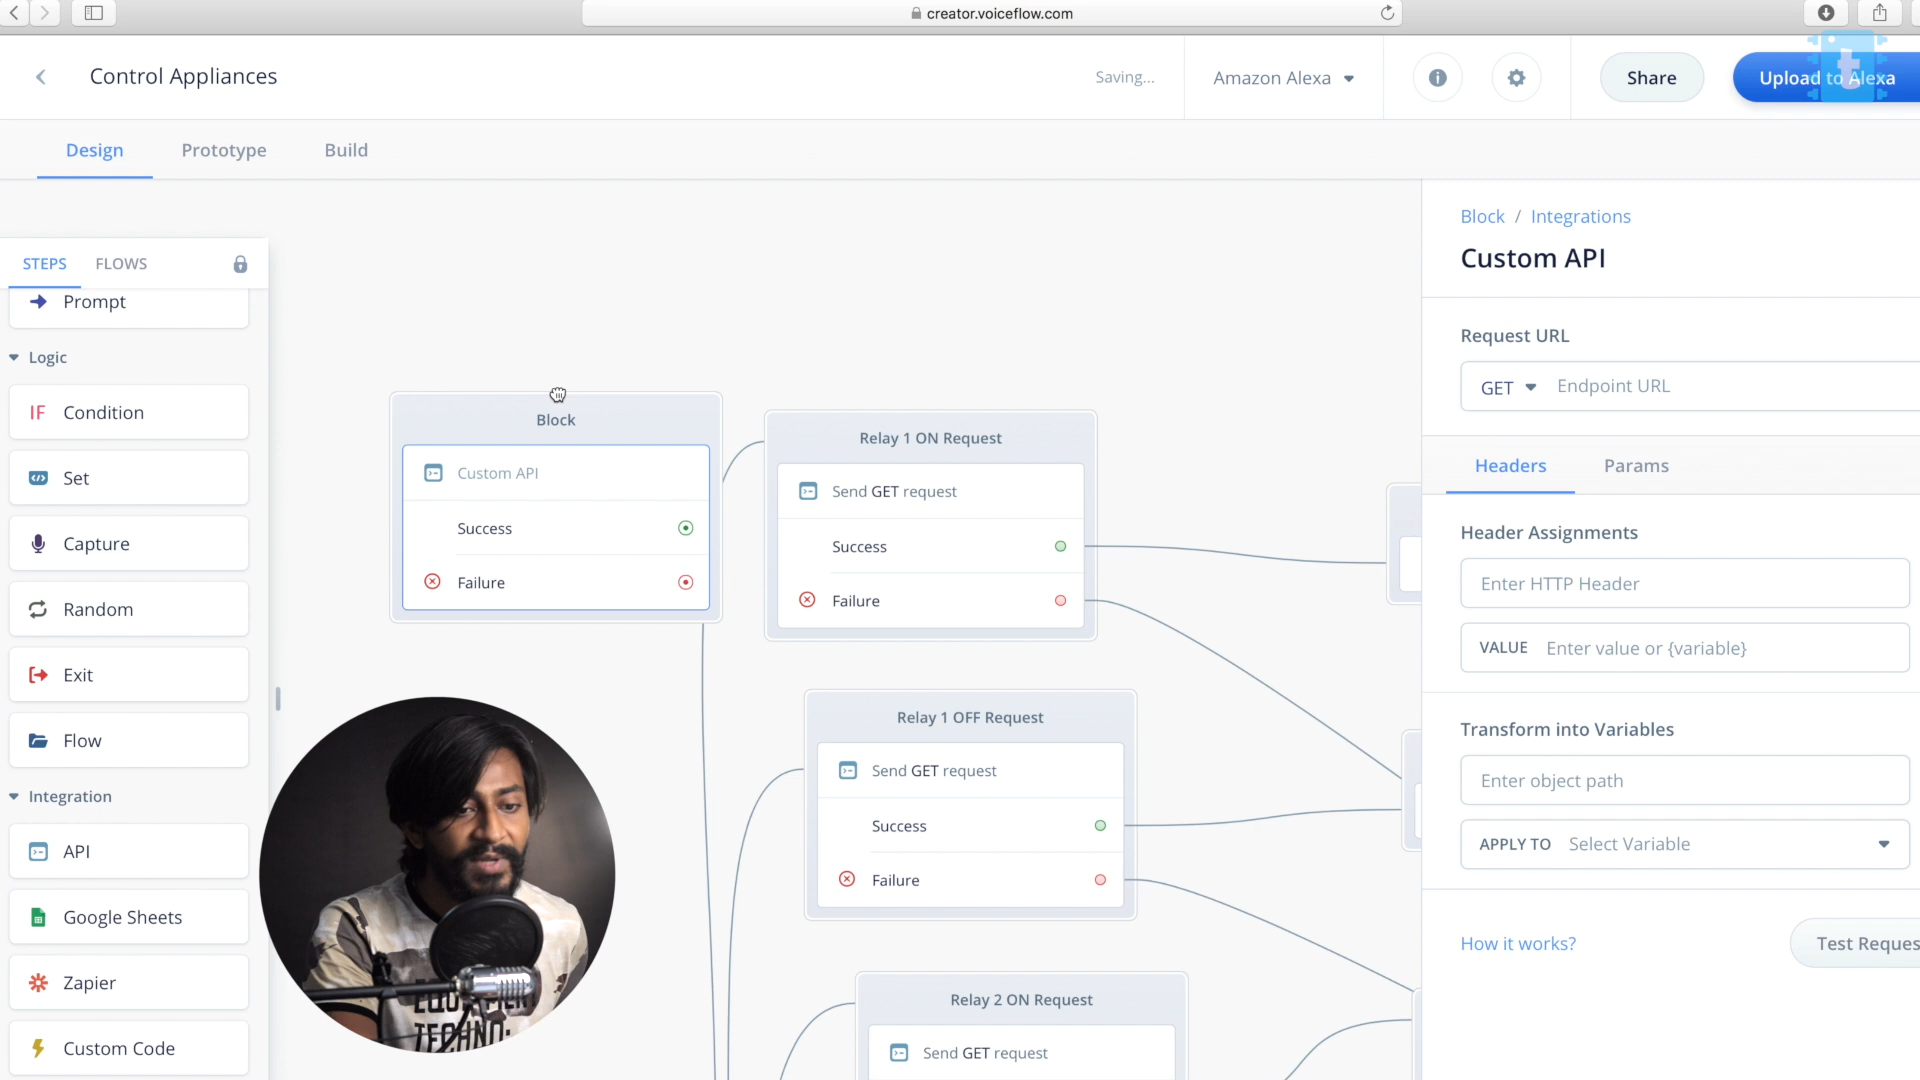 creator.voiceflow.com
Control Appliances
Saving...
Amazon Alexa
Share
Upload to Alexa
Design
Prototype
Build
STEPS
FLOWS
Prompt
Logic
IF Condition
Set
Capture
Random
Exit
Flow
Integration
API
Google Sheets
Zapier
Custom Code
Block
Custom API
Success
Failure
Relay 1 ON Request
Send GET request
Success
Failure
Relay 1 OFF Request
Send GET request
Success
Failure
Relay 2 ON Request
Send GET request
Block / Integrations
Custom API
Request URL
GET Endpoint URL
Headers
Params
Header Assignments
Enter HTTP Header
VALUE Enter value or {variable}
Transform into Variables
Enter object path
APPLY TO Select Variable
How it works?
Test Reques